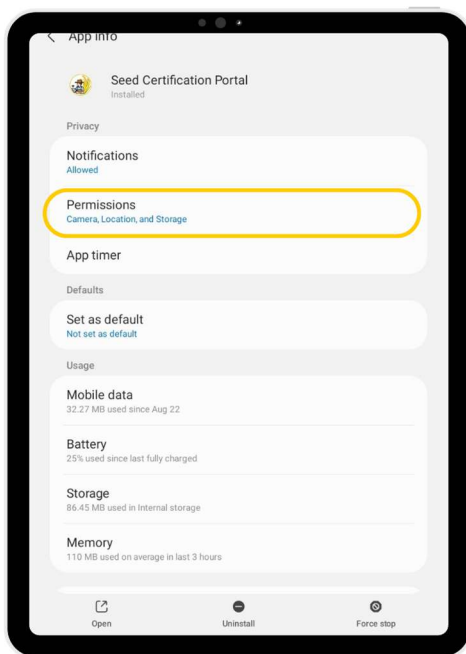 App info
Seed Certification Portal
Installed
Privacy
Notifications
Allowed
Permissions
Camera, Location, and Storage
App timer
Defaults
Set as default
Not set as default
Usage
Mobile data
32.27 MB used since Aug 22
Battery
25% used since last fully charged
Storage
86.45 MB used in Internal storage
Memory
110 MB used on average in last 3 hours
Open
Uninstall
Force stop